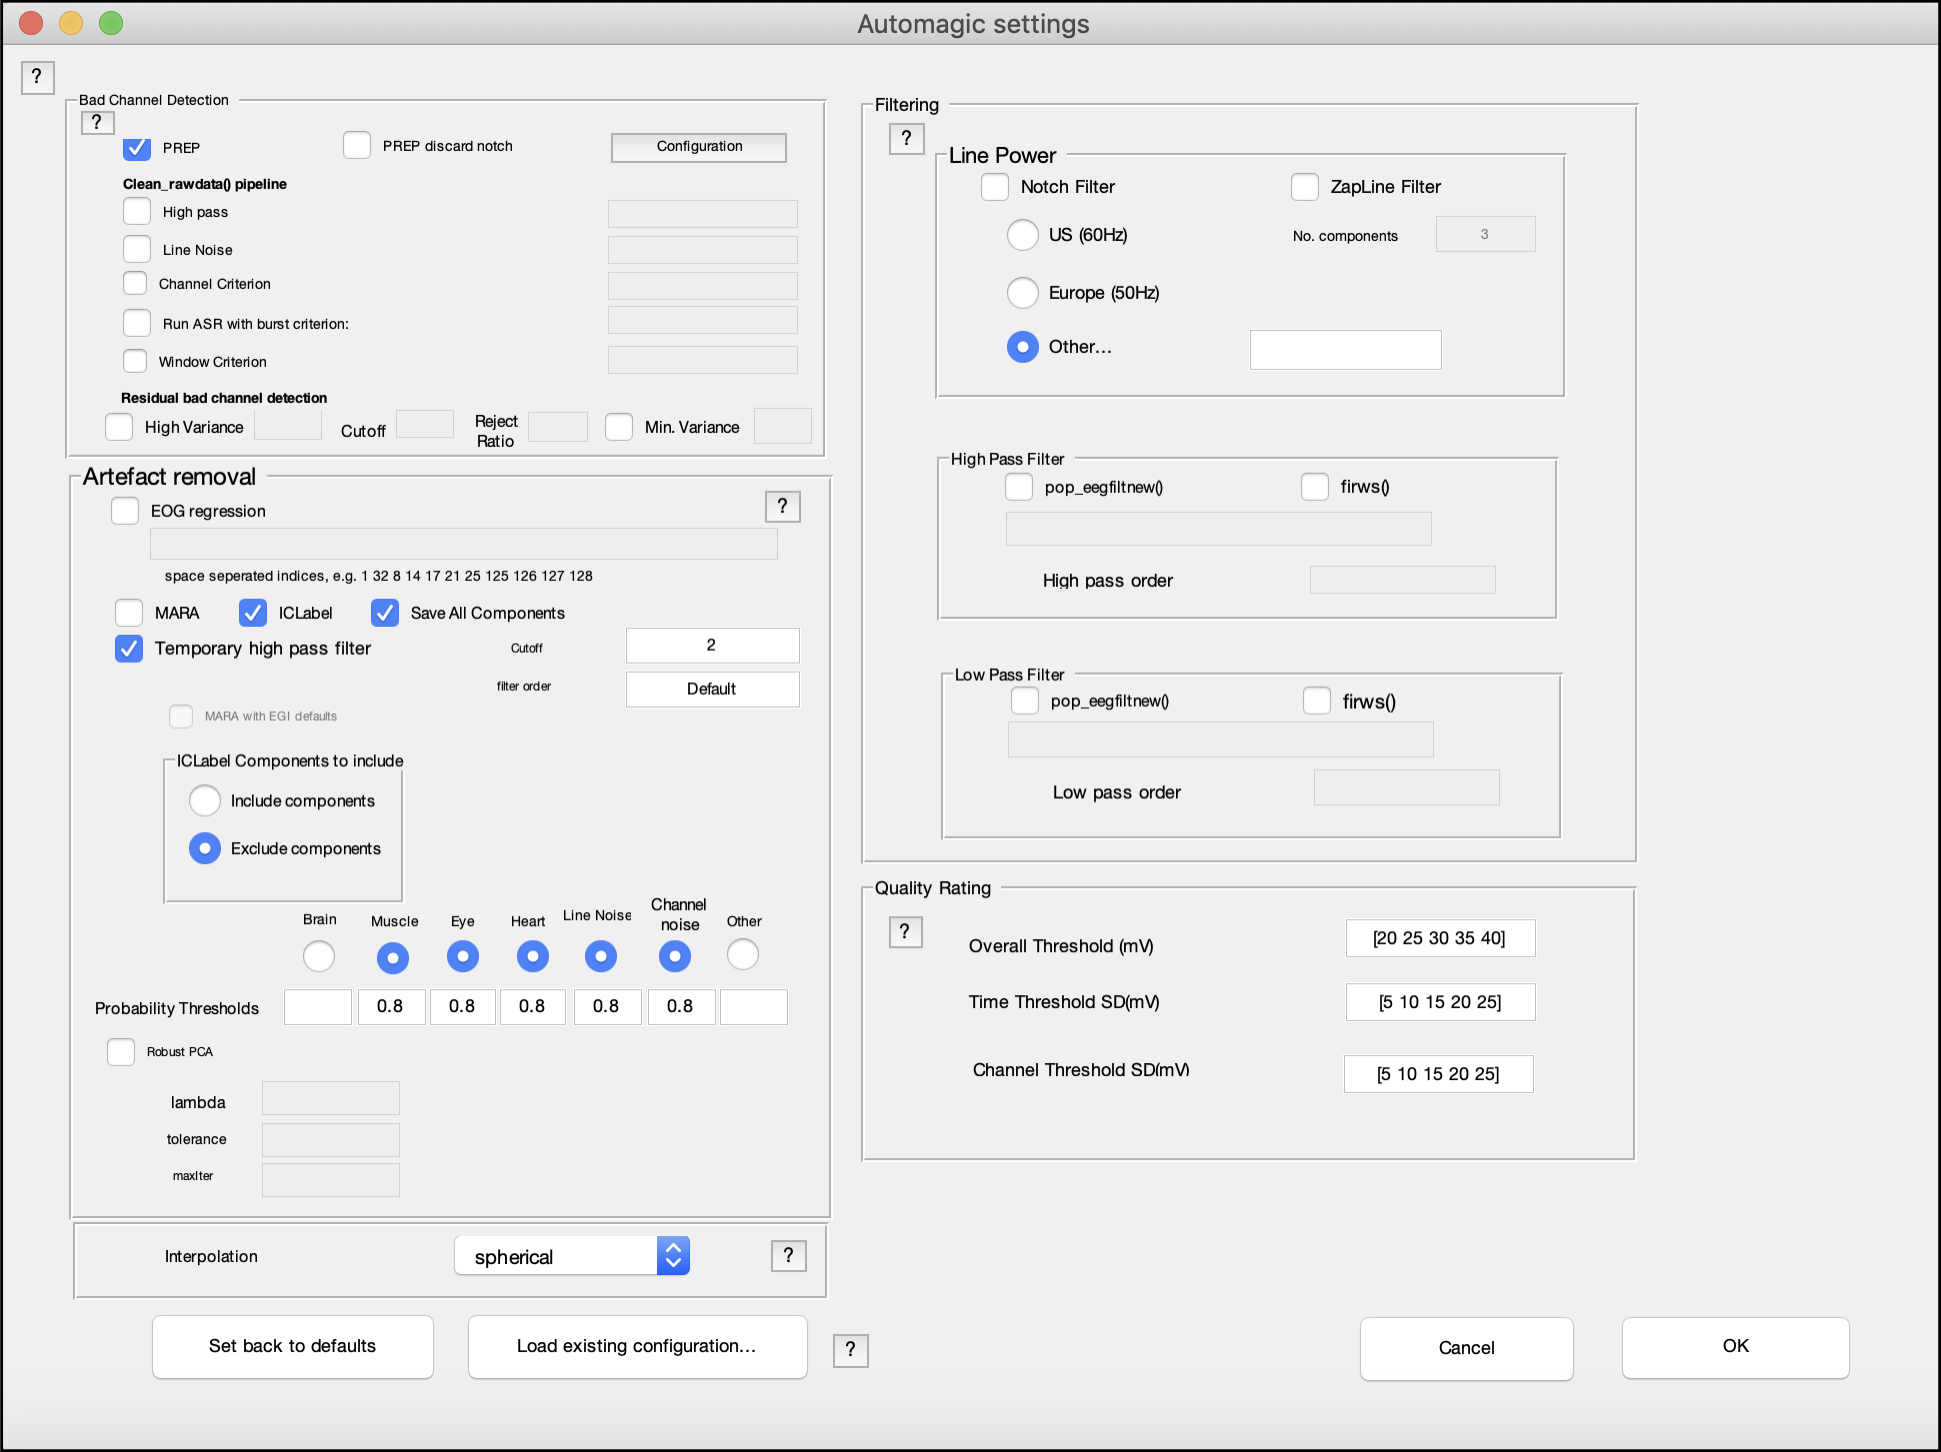 Automagic settings
?
Bad Channel Detection
?
PREP
PREP discard notch
Configuration
Clean_rawdata() pipeline
High pass
Line Noise
Channel Criterion
Run ASR with burst criterion:
Window Criterion
Residual bad channel detection
High Variance
Cutoff
Reject
Ratio
Min. Variance
Artefact removal
?
EOG regression
space seperated indices, e.g. 1 32 8 14 17 21 25 125 126 127 128
MARA
ICLabel
Save All Components
Temporary high pass filter
Cutoff
2
filter order
Default
MARA with EGI defaults
ICLabel Components to include
Include components
Exclude components
Brain
Muscle
Eye
Heart
Line Noise
Channel
noise
Other
Probability Thresholds
0.8
0.8
0.8
0.8
0.8
Robust PCA
lambda
tolerance
maxIter
Interpolation
spherical
?
Set back to defaults
Load existing configuration...
?
Filtering
?
Line Power
Notch Filter
ZapLine Filter
US (60Hz)
No. components
3
Europe (50Hz)
Other...
High Pass Filter
pop_eegfiltnew()
firws()
High pass order
Low Pass Filter
pop_eegfiltnew()
firws()
Low pass order
Quality Rating
?
Overall Threshold (mV)
[20 25 30 35 40]
Time Threshold SD(mV)
[5 10 15 20 25]
Channel Threshold SD(mV)
[5 10 15 20 25]
Cancel
OK